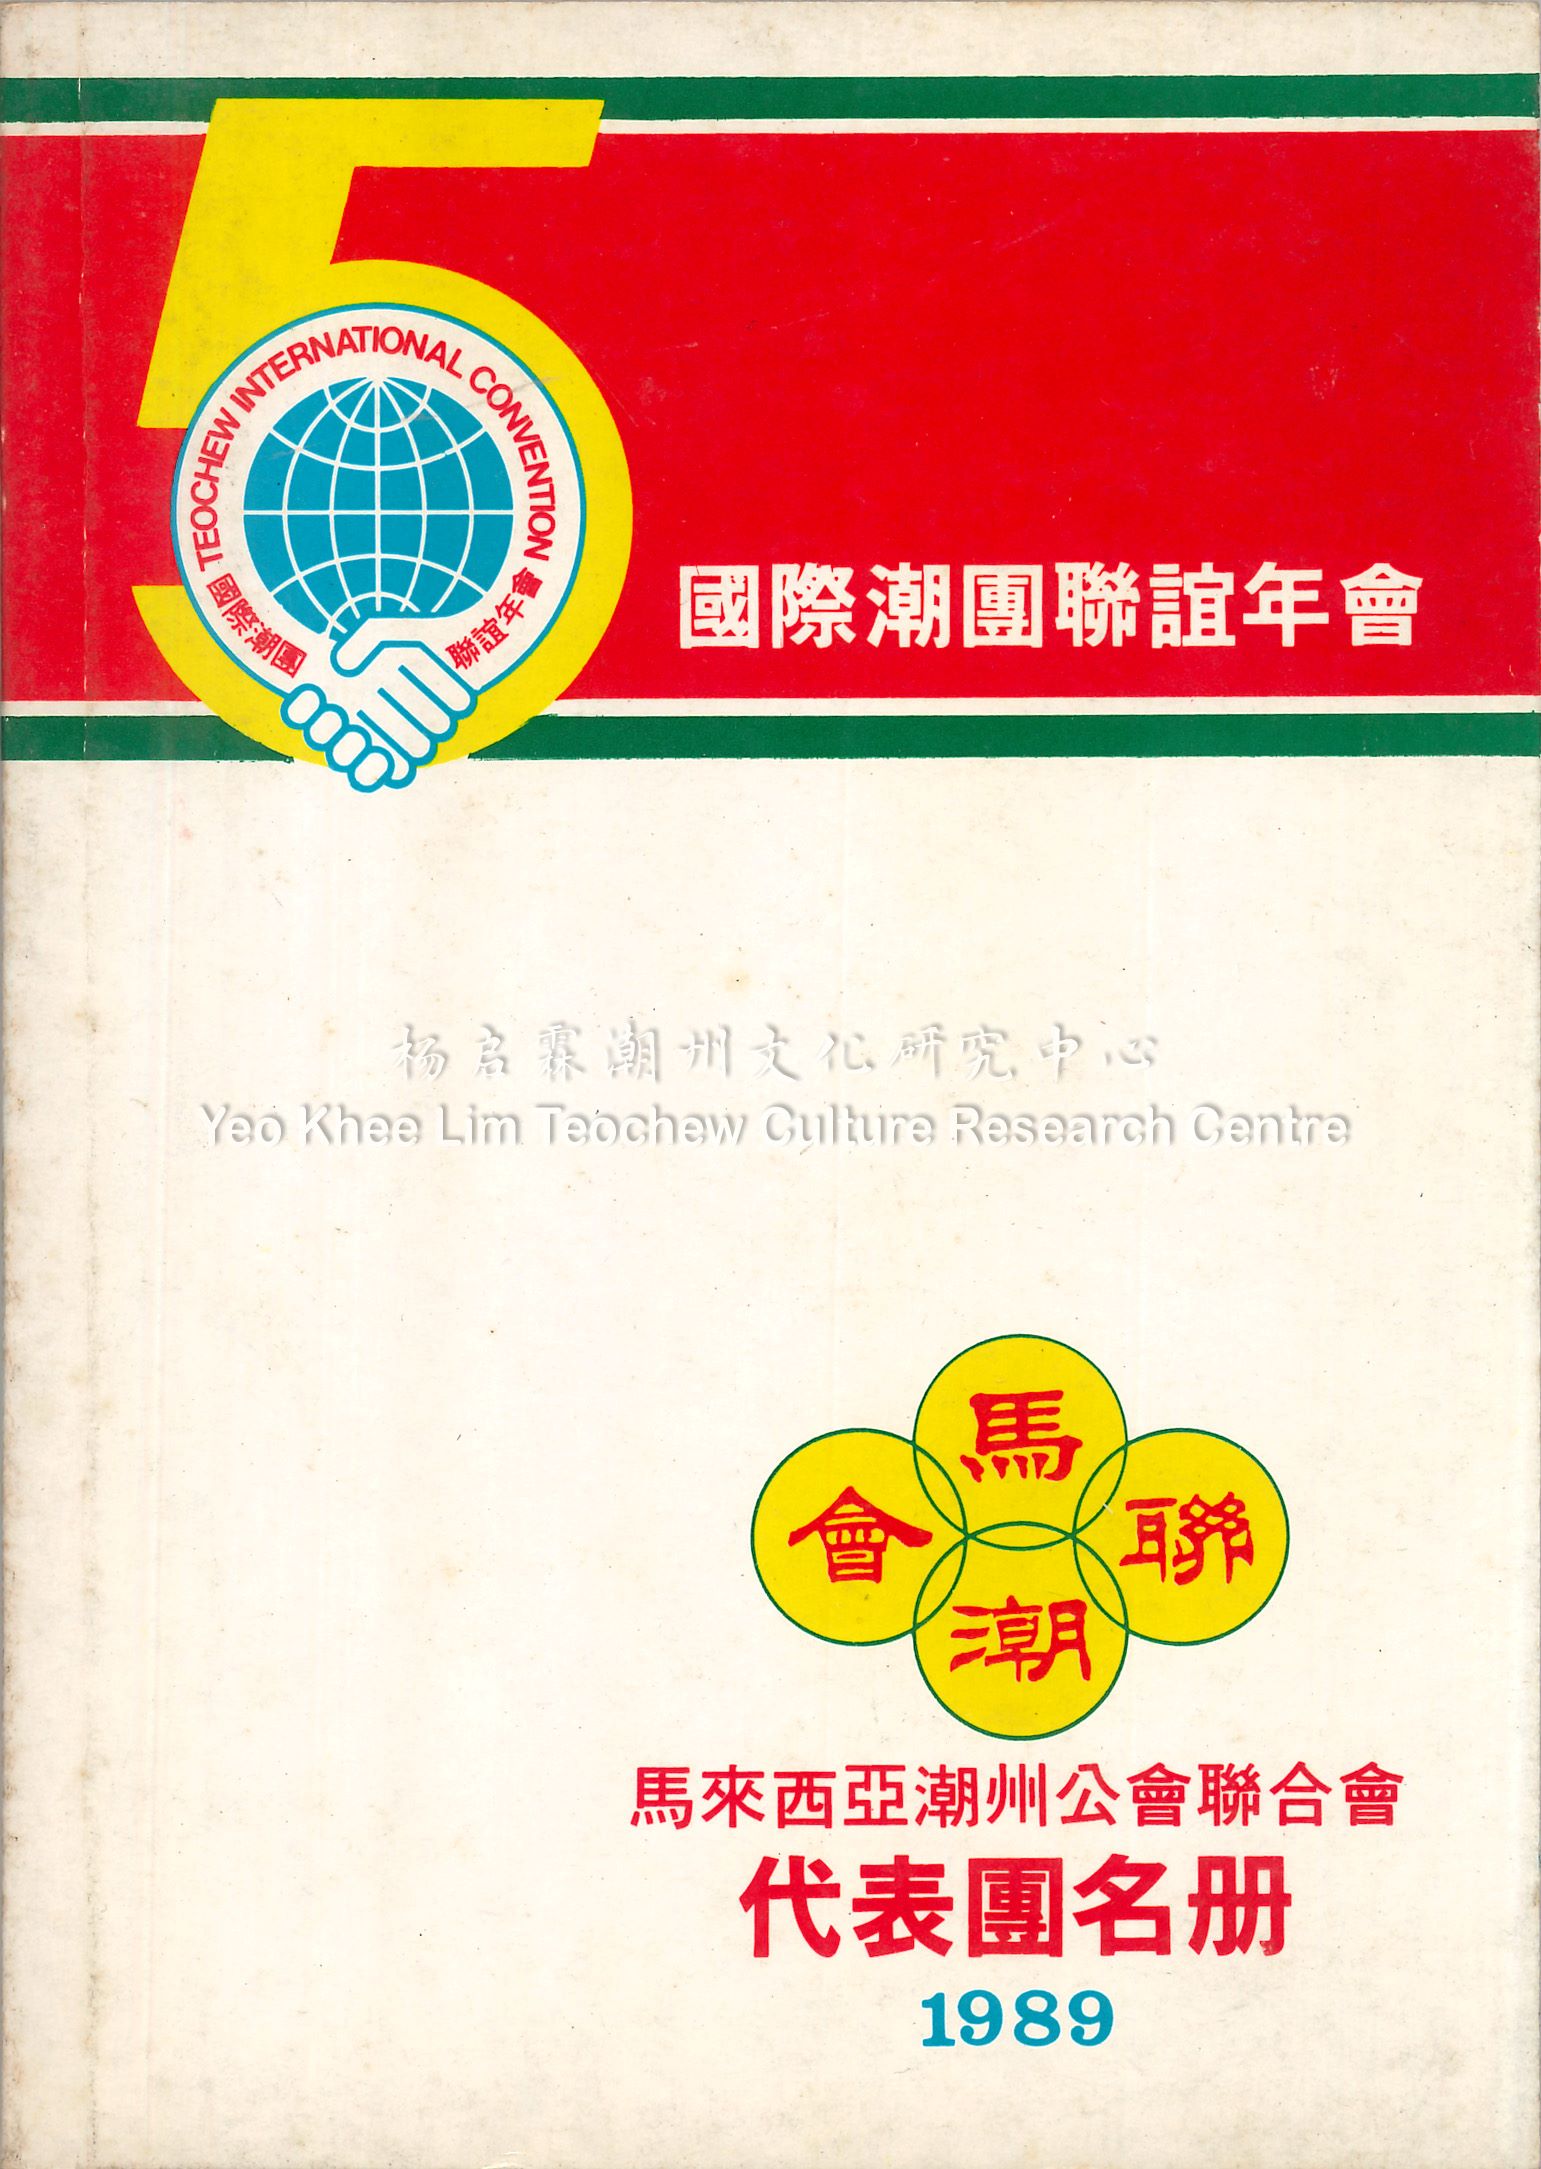 5
TEOCHEW INTERNATIONAL CONVENTION
國際潮團
聯誼年會
國際潮團聯誼年會
杨启霖潮州文化研究中心
Yeo Khee Lim Teochew Culture Research Centre
馬
會
聯
潮
馬來西亞潮州公會聯合會
代表團名册
1989